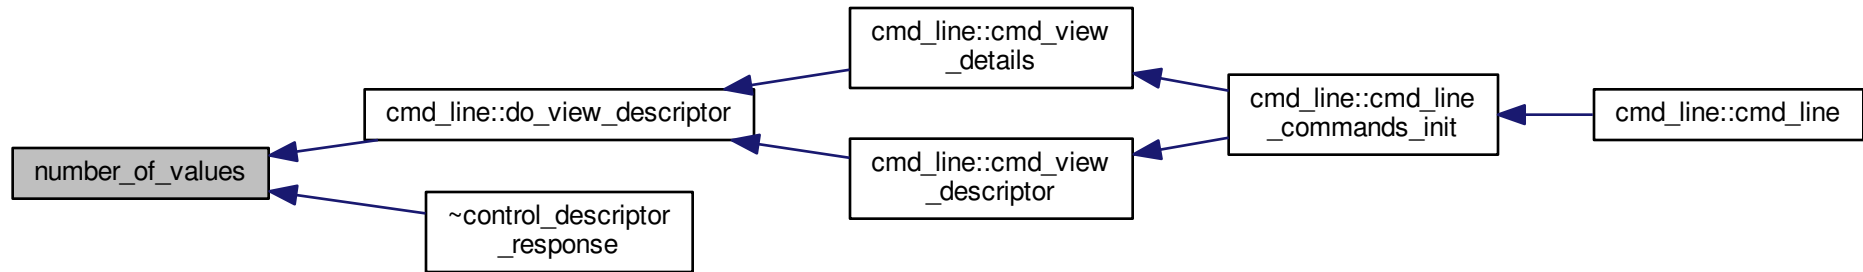 number_of_values
cmd_line::do_view_descriptor
~control_descriptor
_response
cmd_line::cmd_view
_details
cmd_line::cmd_view
_descriptor
cmd_line::cmd_line
_commands_init
cmd_line::cmd_line